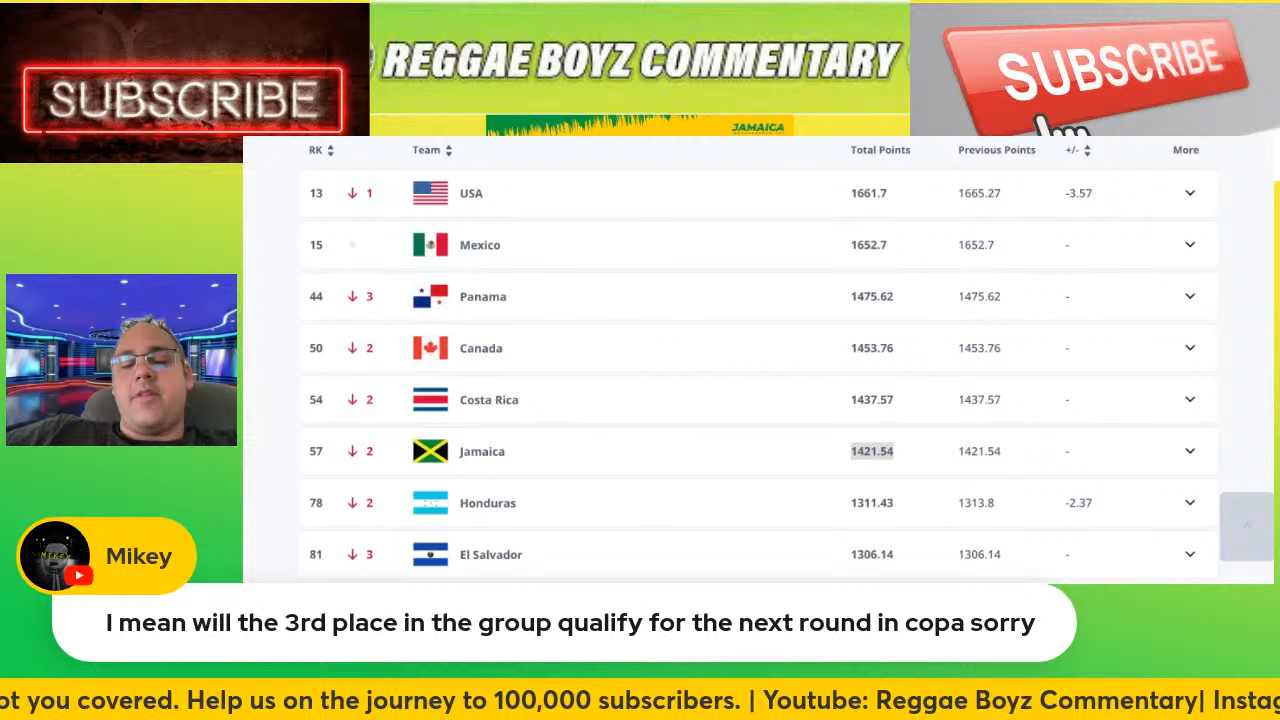 SUBSCRIBE
REGGAE BOYZ COMMENTARY
SUBSCRIBE
JAMAICA
RK Team Total Points Previous Points +/- More
13 1 USA 1661.7 1665.27 -3.57
15 Mexico 1652.7 1652.7 -
44 3 Panama 1475.62 1475.62 -
50 2 Canada 1453.76 1453.76 -
54 2 Costa Rica 1437.57 1437.57 -
57 2 Jamaica 1421.54 1421.54 -
78 2 Honduras 1311.43 1313.8 -2.37
81 3 El Salvador 1306.14 1306.14 -
MIKEY
Mikey
I mean will the 3rd place in the group qualify for the next round in copa sorry
ot you covered. Help us on the journey to 100,000 subscribers. | Youtube: Reggae Boyz Commentary| Instag